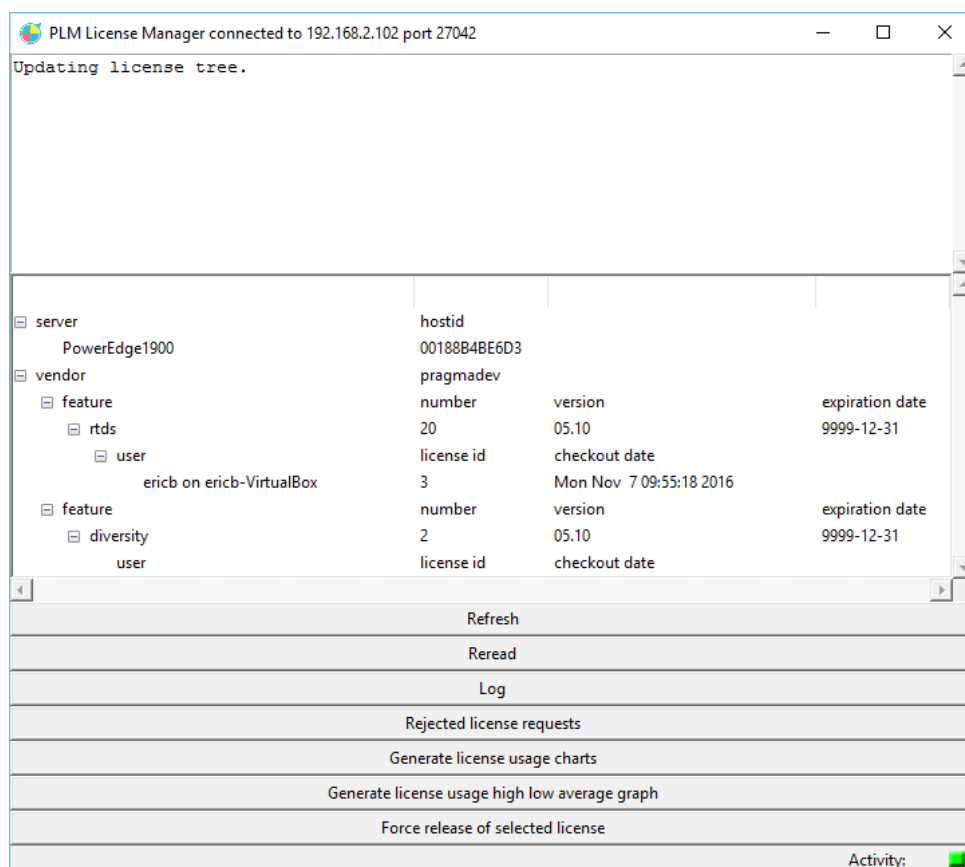 PLM License Manager connected to 192.168.2.102 port 27042
Updating license tree.
server hostid
PowerEdge1900 00188B4BE6D3
vendor pragmadev
feature number version expiration date
rtds 20 05.10 9999-12-31
user license id checkout date
ericb on ericb-VirtualBox 3 Mon Nov  7 09:55:18 2016
feature number version expiration date
diversity 2 05.10 9999-12-31
user license id checkout date
Refresh
Reread
Log
Rejected license requests
Generate license usage charts
Generate license usage high low average graph
Force release of selected license
Activity: